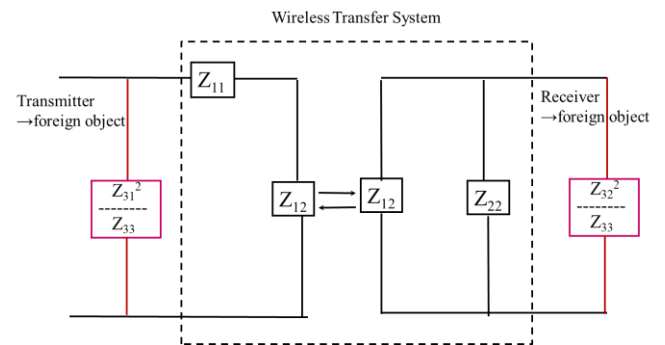 Wireless Transfer System
Z₁₁
Transmitter
→foreign object
Receiver
→foreign object
Z₃₁²
--------
Z₃₃
Z₁₂
Z₁₂
Z₂₂
Z₃₂²
--------
Z₃₃